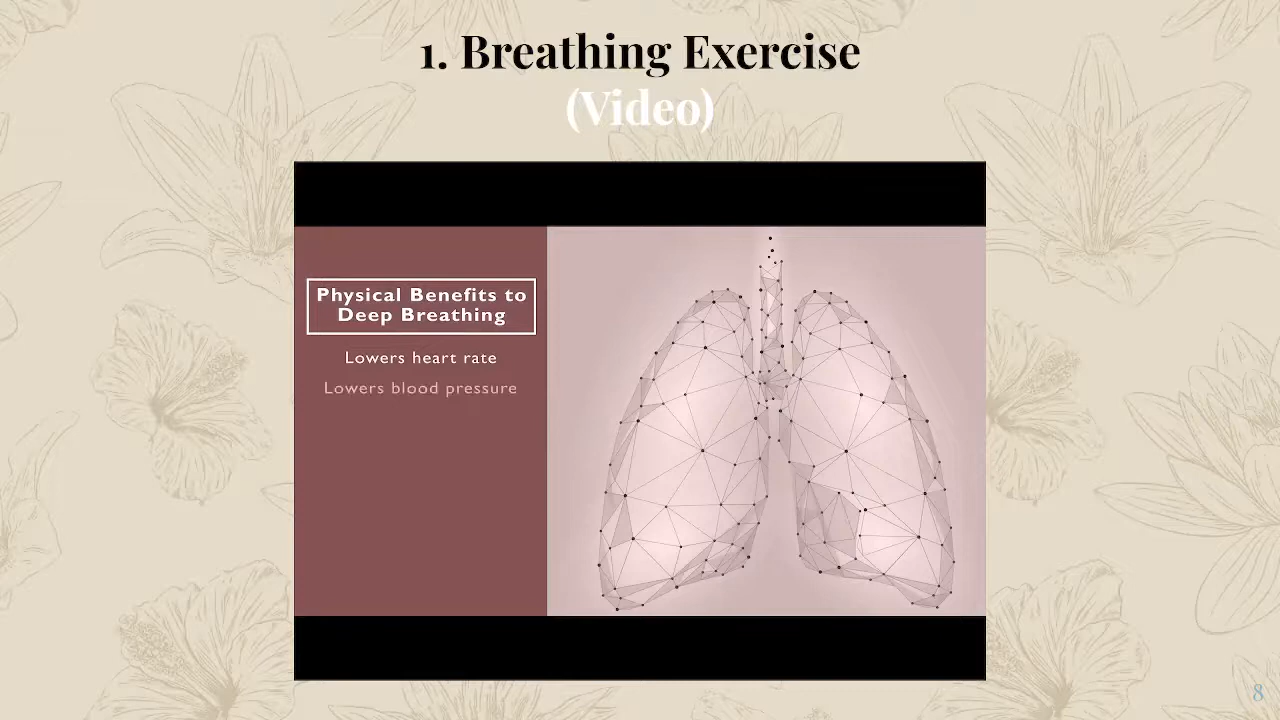 1. Breathing Exercise
(Video)
Physical Benefits to
Deep Breathing
Lowers heart rate
Lowers blood pressure
8